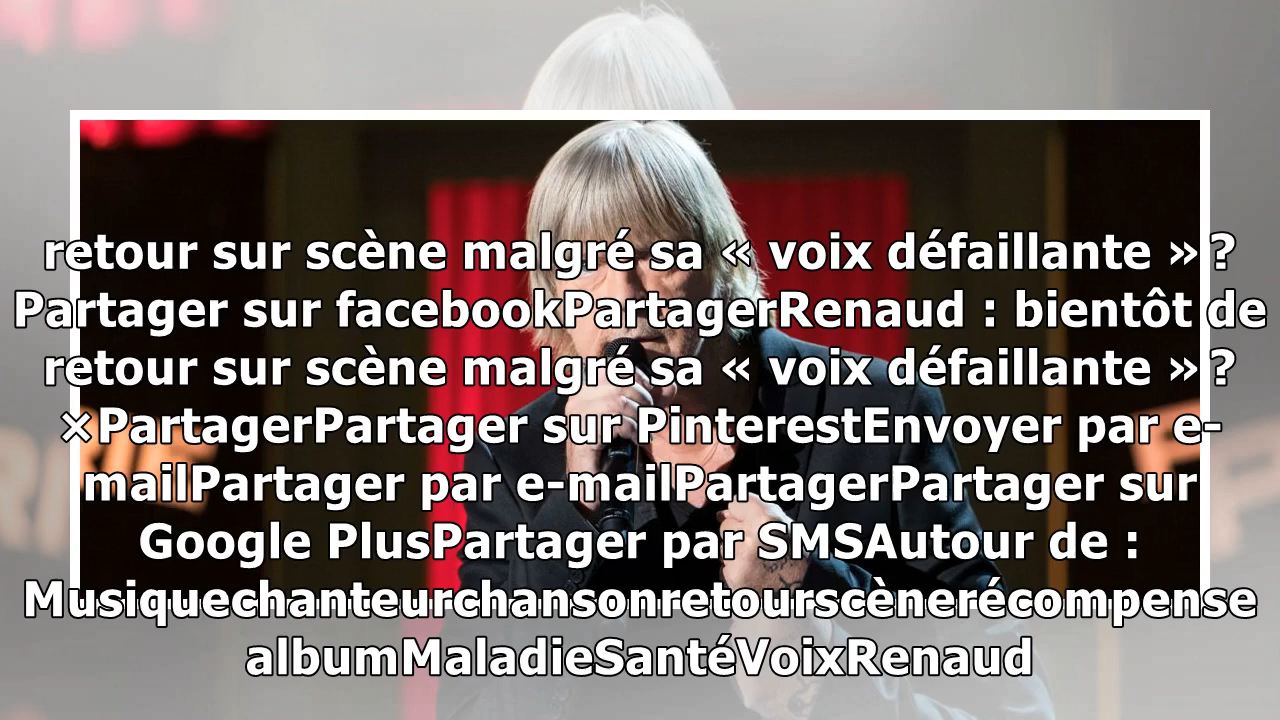 retour sur scène malgré sa « voix défaillante » ?
Partager sur facebookPartagerRenaud : bientôt de
retour sur scène malgré sa « voix défaillante » ?
×PartagerPartager sur PinterestEnvoyer par e-
mailPartager par e-mailPartagerPartager sur
Google PlusPartager par SMSAutour de :
Musiquechanteurchansonretourscènerécompense
albumMaladieSantéVoixRenaud